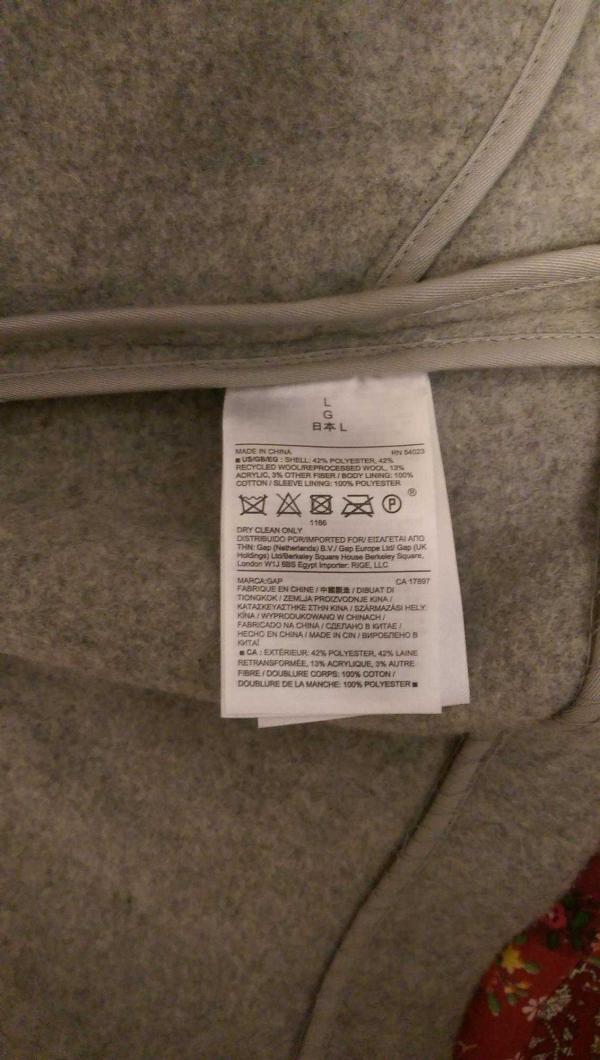 L
G
日本 L
MADE IN CHINA RN 54023
■ US/GB/EG : SHELL: 42% POLYESTER, 42%
RECYCLED WOOL/REPROCESSED WOOL, 13%
ACRYLIC, 3% OTHER FIBER / BODY LINING: 100%
COTTON / SLEEVE LINING: 100% POLYESTER
P ®
1166
DRY CLEAN ONLY
DISTRIBUIDO POR/IMPORTED FOR/ ΕΙΣΑΓΕΤΑΙ ΑΠΟ
ΤΗΝ: Gap (Netherlands) B.V./ Gap Europe Ltd/ Gap (UK
Holdings) Ltd/Berkeley Square House Berkeley Square,
London W1J 6BS Egypt Importer: RIGE, LLC
MARCA:GAP CA 17897
FABRIQUÉ EN CHINE / 中國製造 / DIBUAT DI
TIONGKOK / ZEMLJA PROIZVODNJE KINA /
ΚΑΤΑΣΚΕΥΑΣΤΗΚΕ ΣΤΗΝ ΚΙΝΑ / SZÁRMAZÁSI HELY:
KÍNA / WYPRODUKOWANO W CHINACH /
FABRICADO NA CHINA / СДЕЛАНО В КИТАЕ /
HECHO EN CHINA / MADE IN CIN / ВИРОБЛЕНО В
КИТАЇ
■ CA : EXTÉRIEUR: 42% POLYESTER, 42% LAINE
RETRANSFORMÉE, 13% ACRYLIQUE, 3% AUTRE
FIBRE / DOUBLURE CORPS: 100% COTON /
DOUBLURE DE LA MANCHE: 100% POLYESTER ■